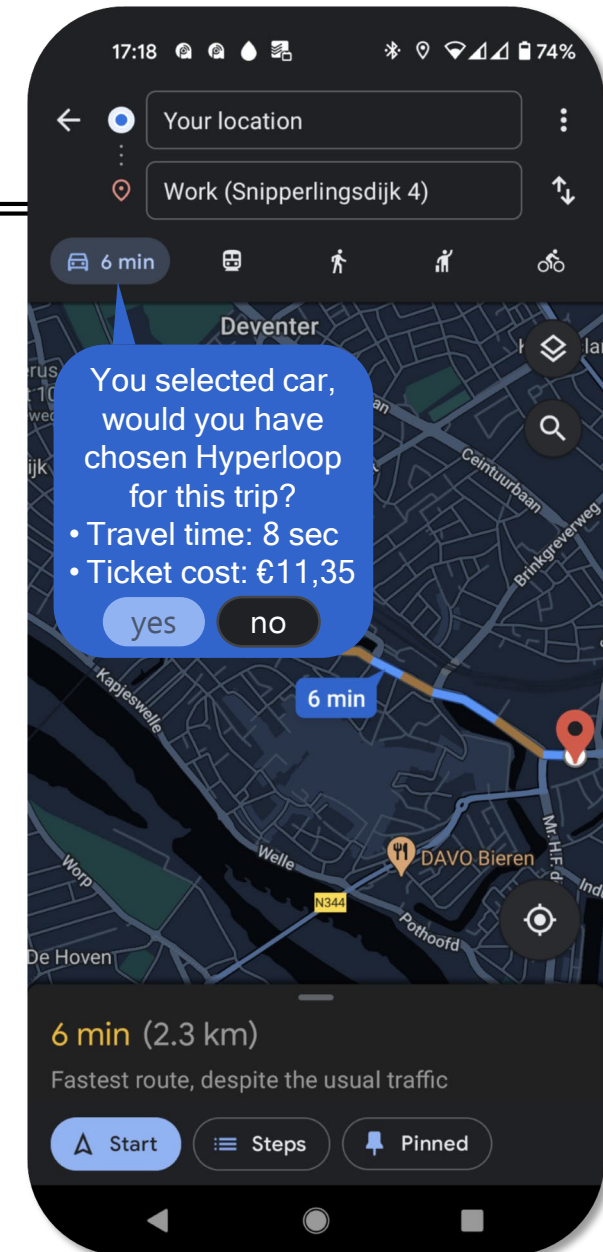 17:18
74%
Your location
Work (Snipperlingsdijk 4)
6 min
Deventer
You selected car,
would you have
chosen Hyperloop
for this trip?
• Travel time: 8 sec
• Ticket cost: €11,35
yes
no
Ceintuurbaan
Brinkgreverweg
Kapjeswelle
6 min
Mr. H.F. d
Welle
DAVO Bieren
Worp
N344
Pothoofd
De Hoven
6 min (2.3 km)
Fastest route, despite the usual traffic
Start
Steps
Pinned